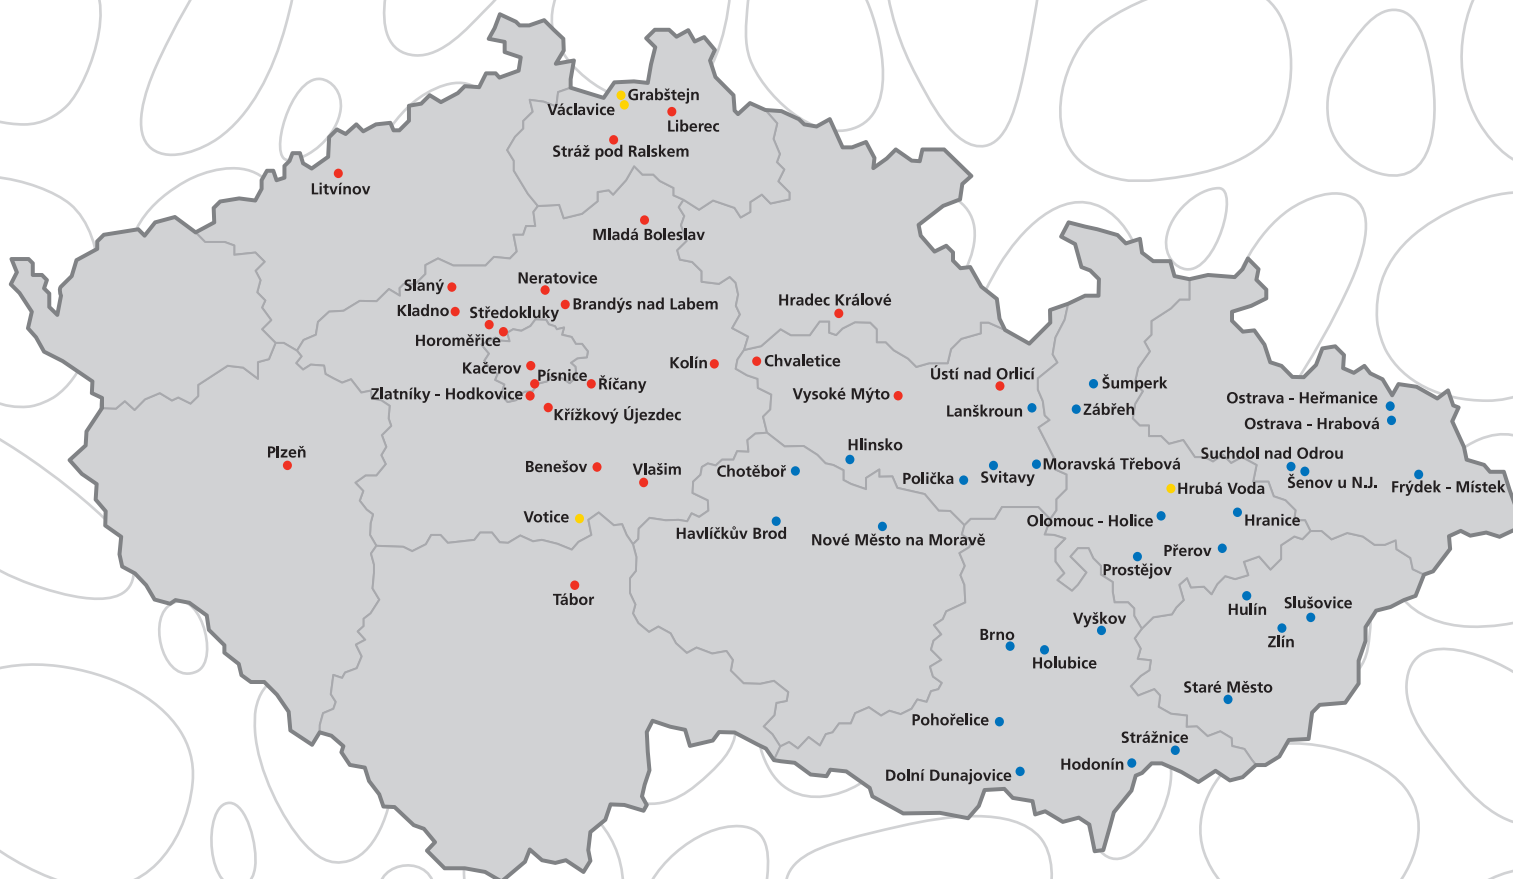 Grabštejn
Václavice
Liberec
Stráž pod Ralskem
Litvínov
Mladá Boleslav
Neratovice
Slaný
Brandýs nad Labem
Hradec Králové
Kladno
Středokluky
Horoměřice
Kolín
Chvaletice
Kačerov
Písnice
Říčany
Ústí nad Orlicí
Šumperk
Zlatníky - Hodkovice
Vysoké Mýto
Ostrava - Heřmanice
Lanškroun
Zábřeh
Křížkový Újezdec
Ostrava - Hrabová
Hlinsko
Plzeň
Suchdol nad Odrou
Benešov
Vlašim
Chotěboř
Moravská Třebová
Polička
Svitavy
Šenov u N.J.
Frýdek - Místek
Hrubá Voda
Votice
Olomouc - Holice
Hranice
Havlíčkův Brod
Nové Město na Moravě
Přerov
Prostějov
Tábor
Hulín
Slušovice
Vyškov
Brno
Zlín
Holubice
Staré Město
Pohořelice
Strážnice
Hodonín
Dolní Dunajovice